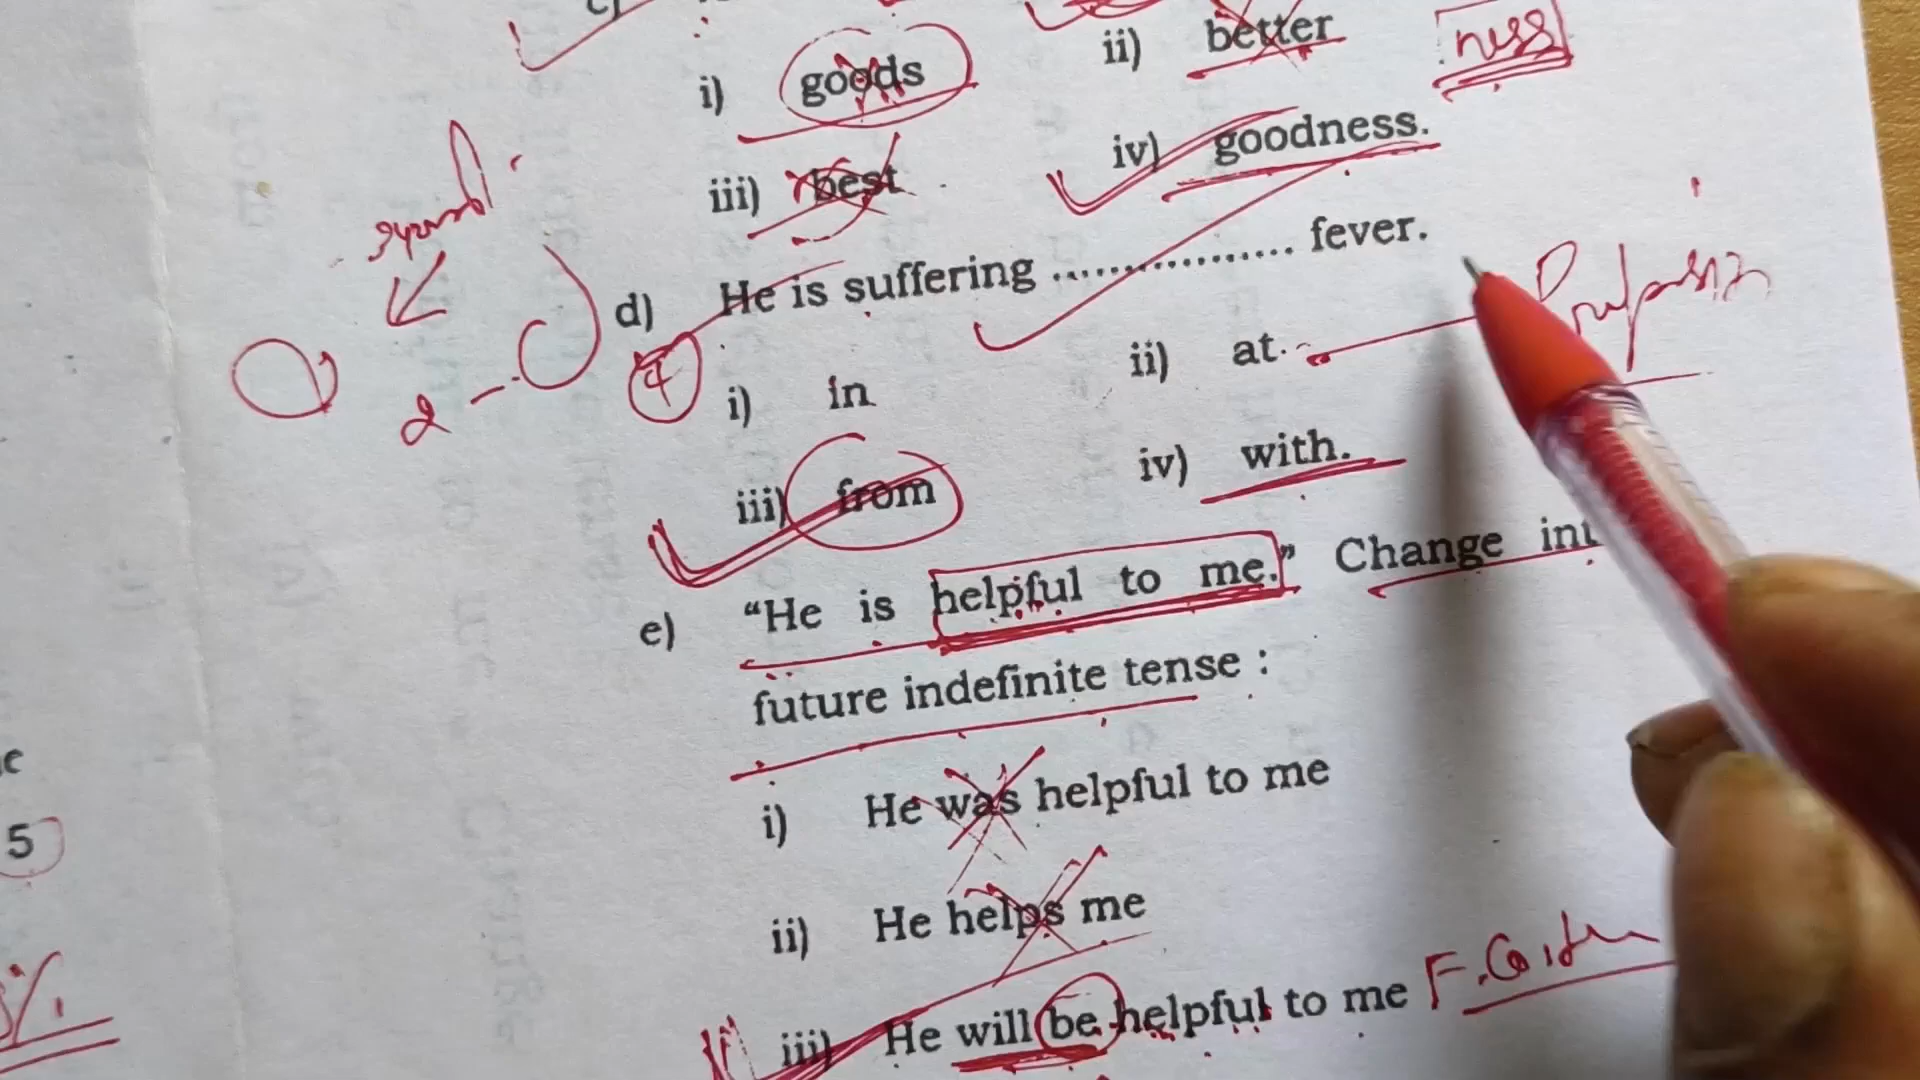 i) goods ii) better ness
iii) best iv) goodness.
d) He is suffering .................. fever.
4
i) in ii) at
iii) from iv) with.
e) “He is helpful to me.” Change
future indefinite tense :
i) He was helpful to me
5
ii) He helps me
iii) He will be helpful to me